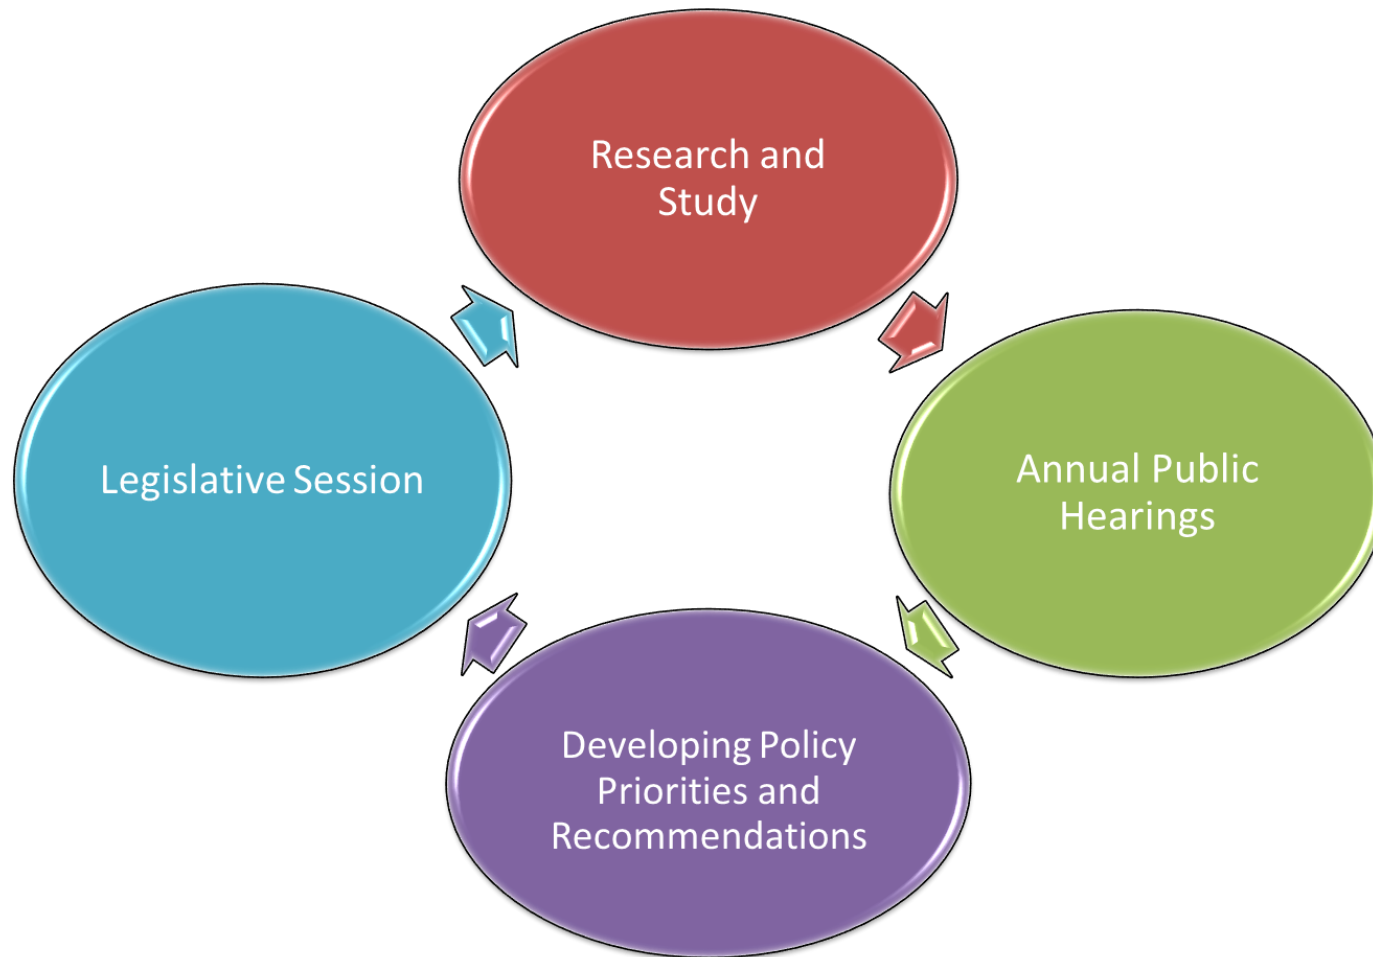 Research and
Study
Legislative Session
Annual Public
Hearings
Developing Policy
Priorities and
Recommendations